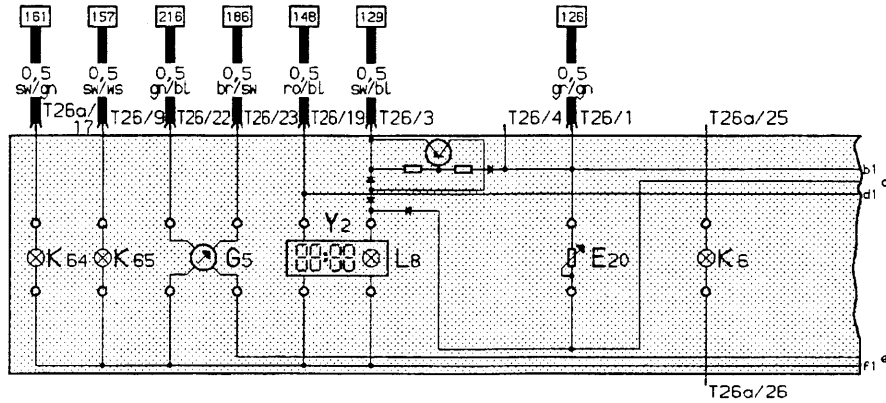 161 157 216 186 148 129 126
0,5 0,5 0,5 0,5 0,5 0,5 0,5
sw/gn sw/ws gn/bl br/sw ro/bl sw/bl gr/gn
T26a/17 T26/9 T26/22 T26/23 T26/19 T26/3 T26/4 T26/1 T26a/25
b1
d1
Y2
00:00
K64 K65 G5 L8 E20 K6
f1 e
T26a/26